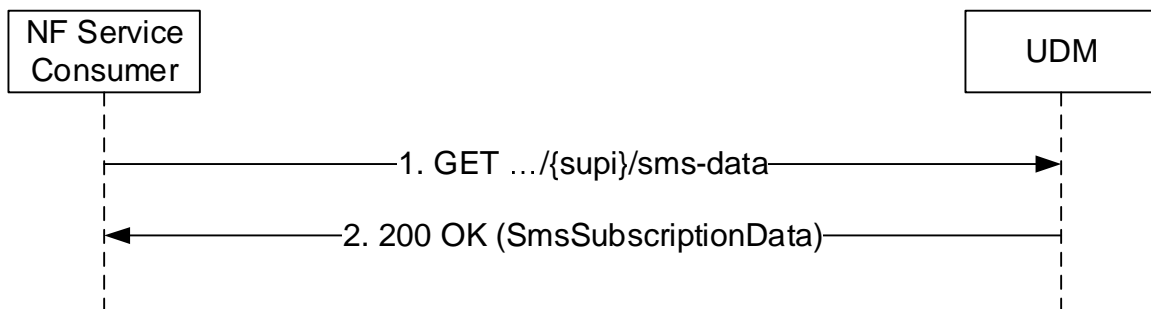 NF Service
Consumer
UDM
1. GET …/{supi}/sms-data
2. 200 OK (SmsSubscriptionData)